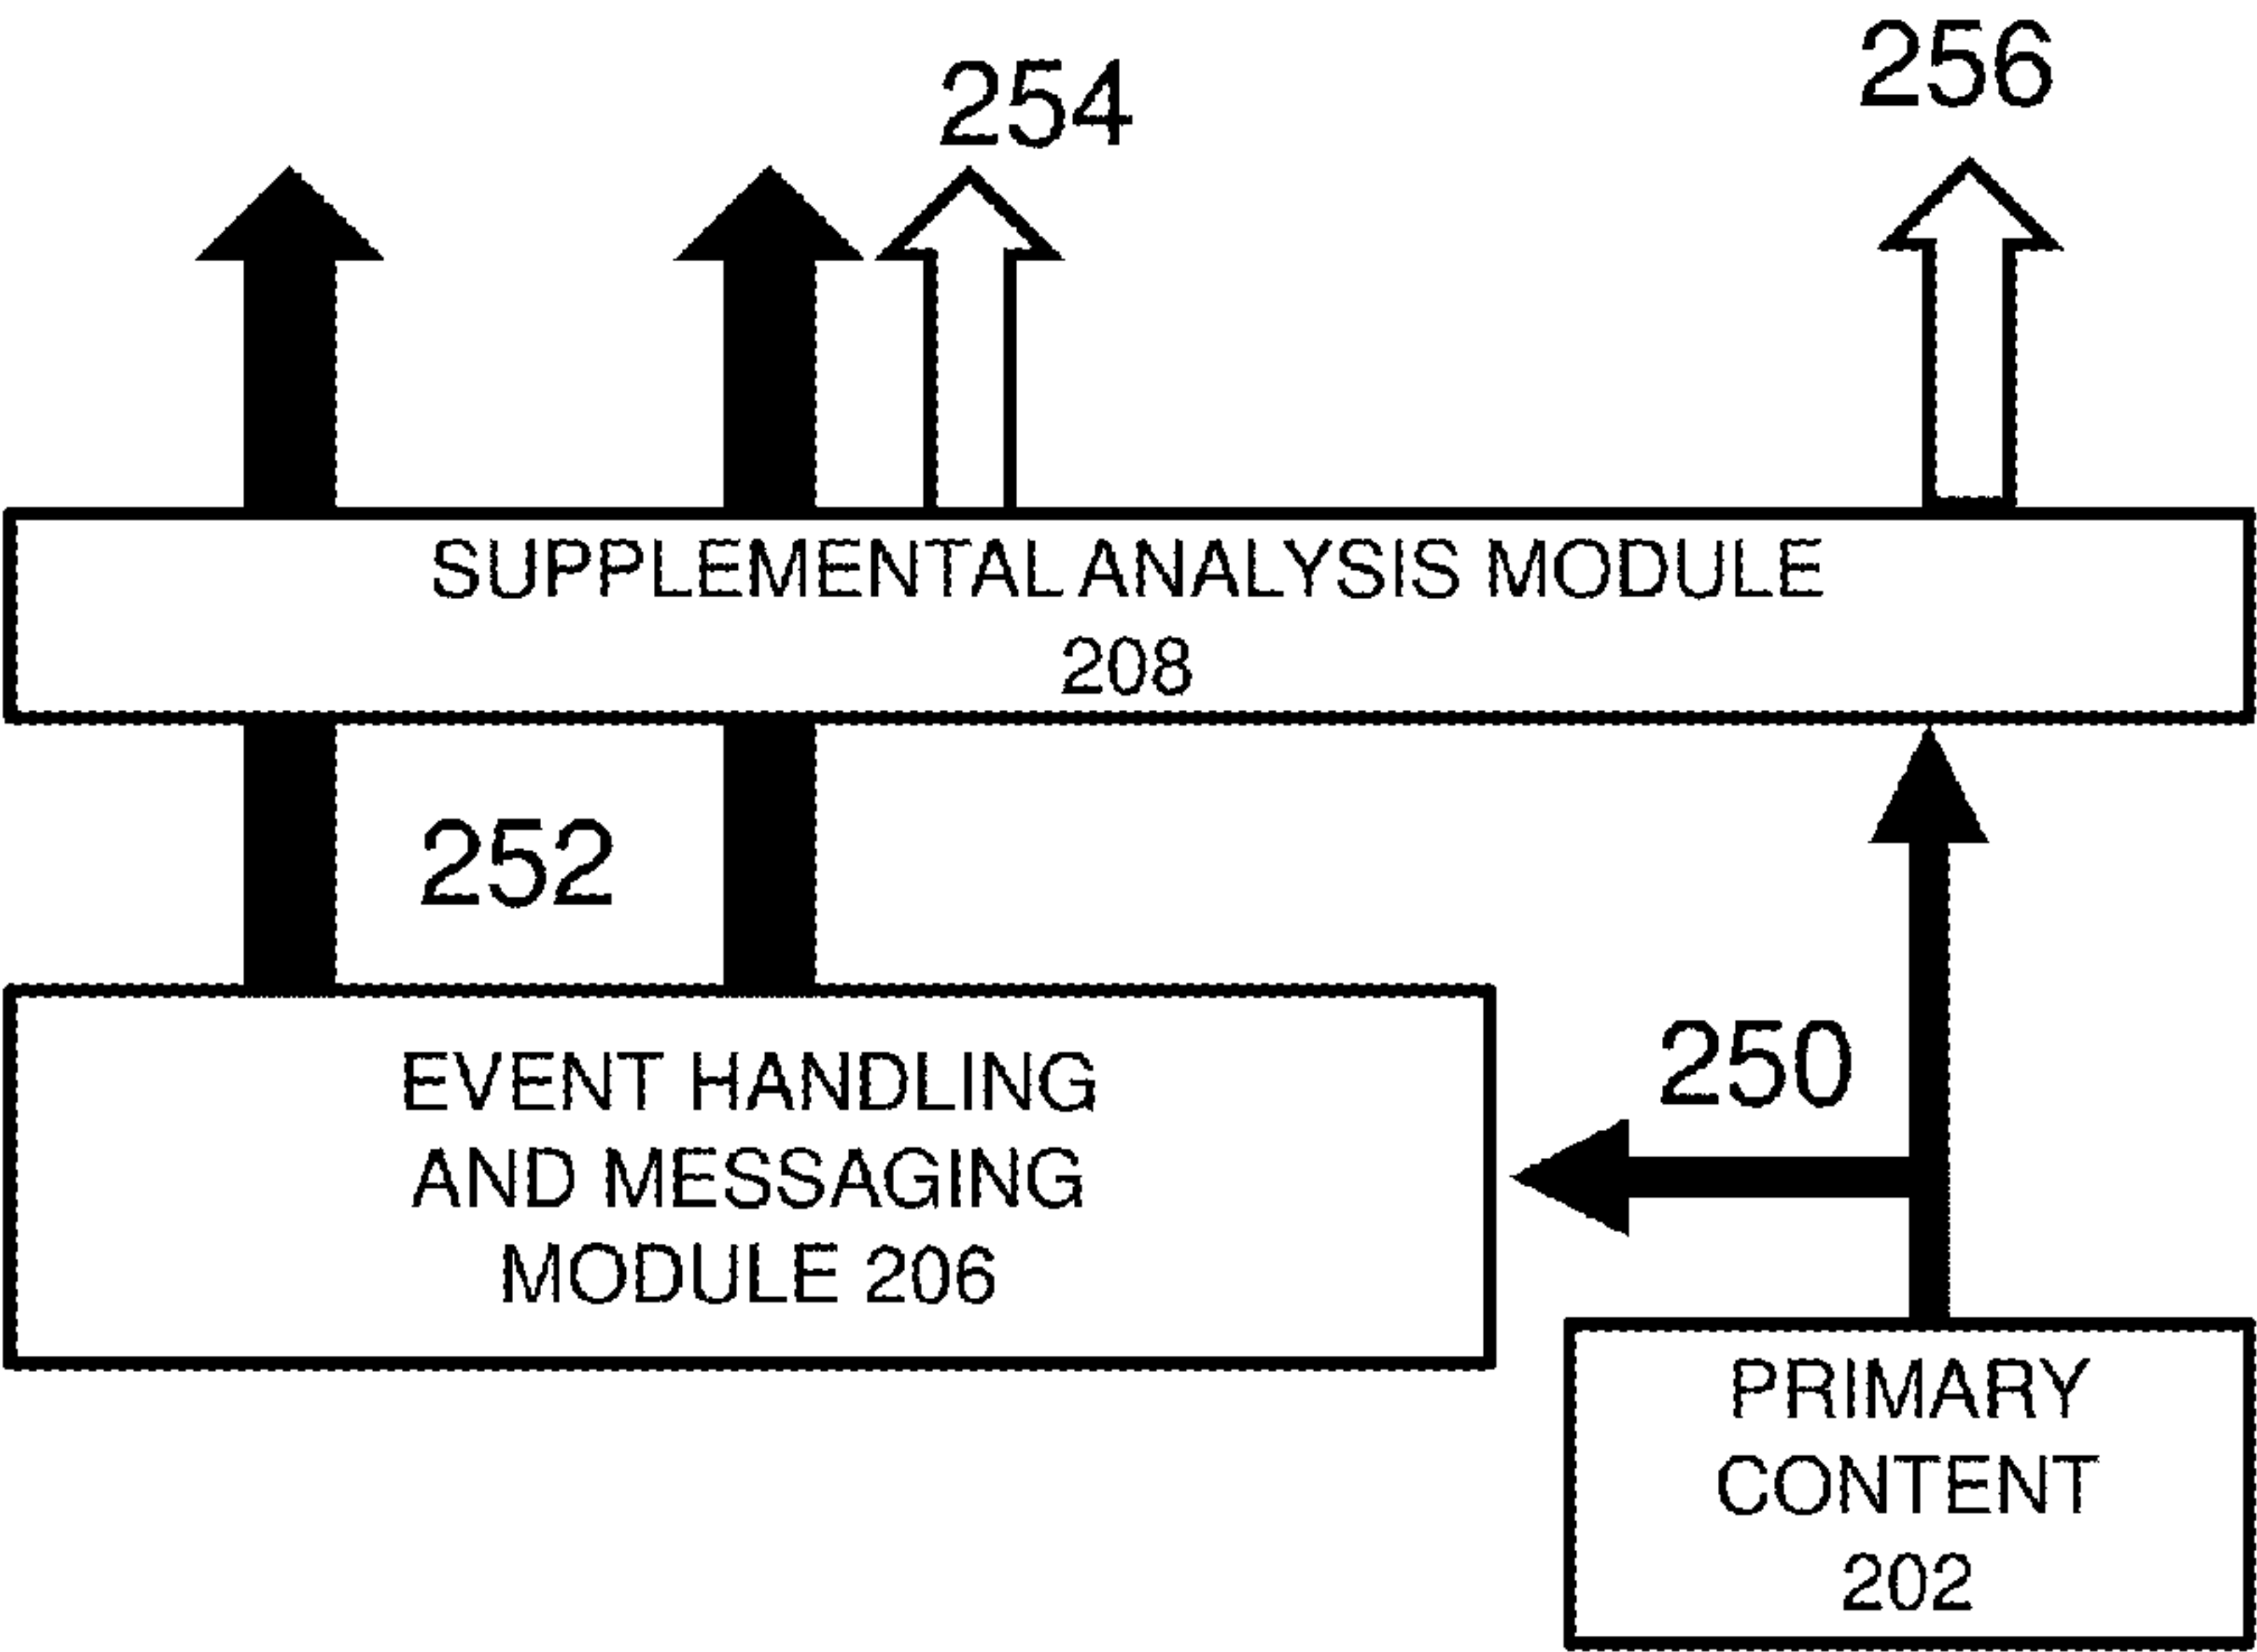 254
256
SUPPLEMENTAL ANALYSIS MODULE
208
252
EVENT HANDLING
AND MESSAGING
MODULE 206
250
PRIMARY
CONTENT
202